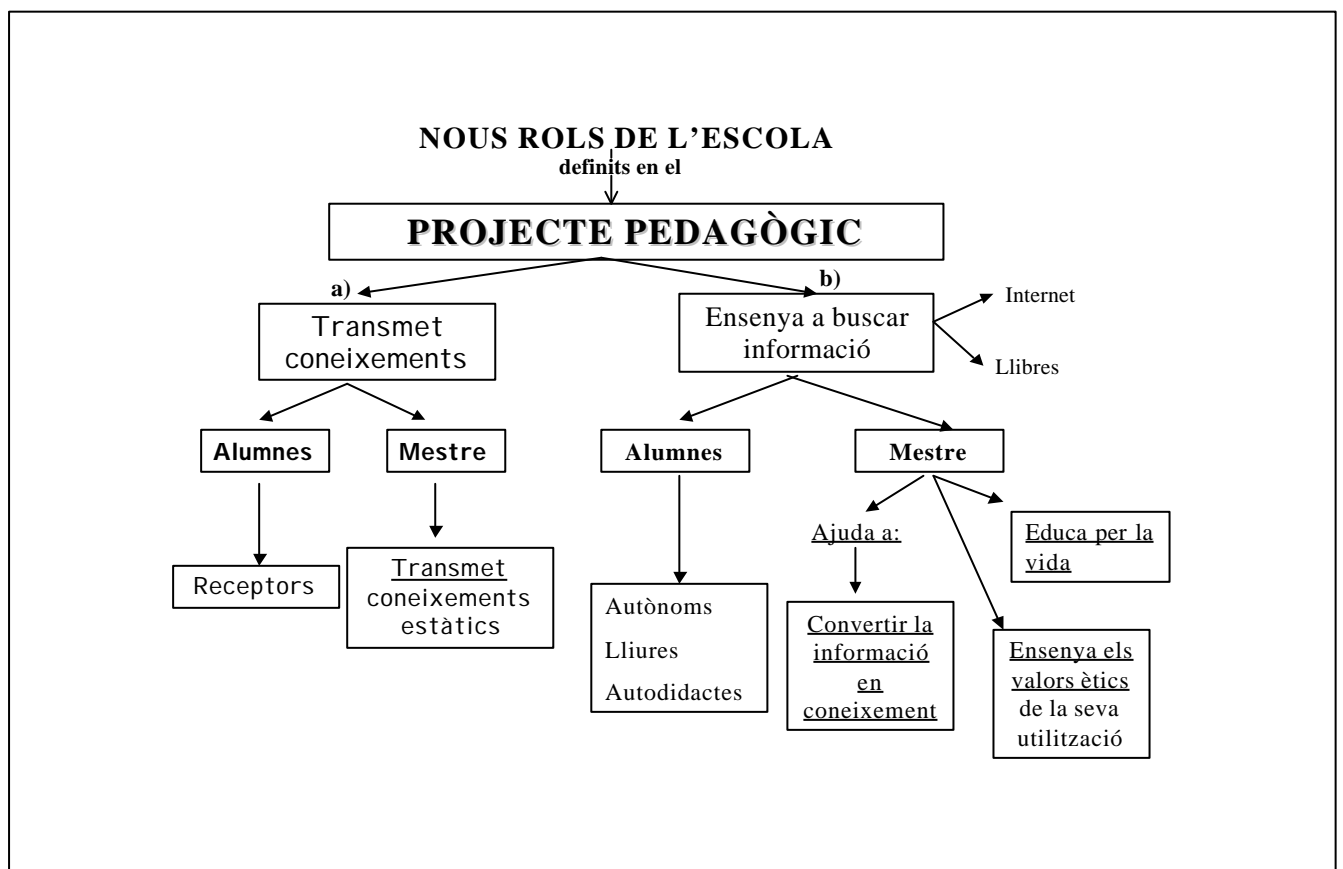 NOUS ROLS DE L’ESCOLA
definits en el
PROJECTE PEDAGÒGIC
a)
Transmet
coneixements
Alumnes
Mestre
Receptors
Transmet
coneixements
estàtics
b)
Ensenya a buscar
informació
Internet
Llibres
Alumnes
Mestre
Autònoms
Lliures
Autodidactes
Ajuda a:
Convertir la
informació
en
coneixement
Educa per la
vida
Ensenya els
valors ètics
de la seva
utilització